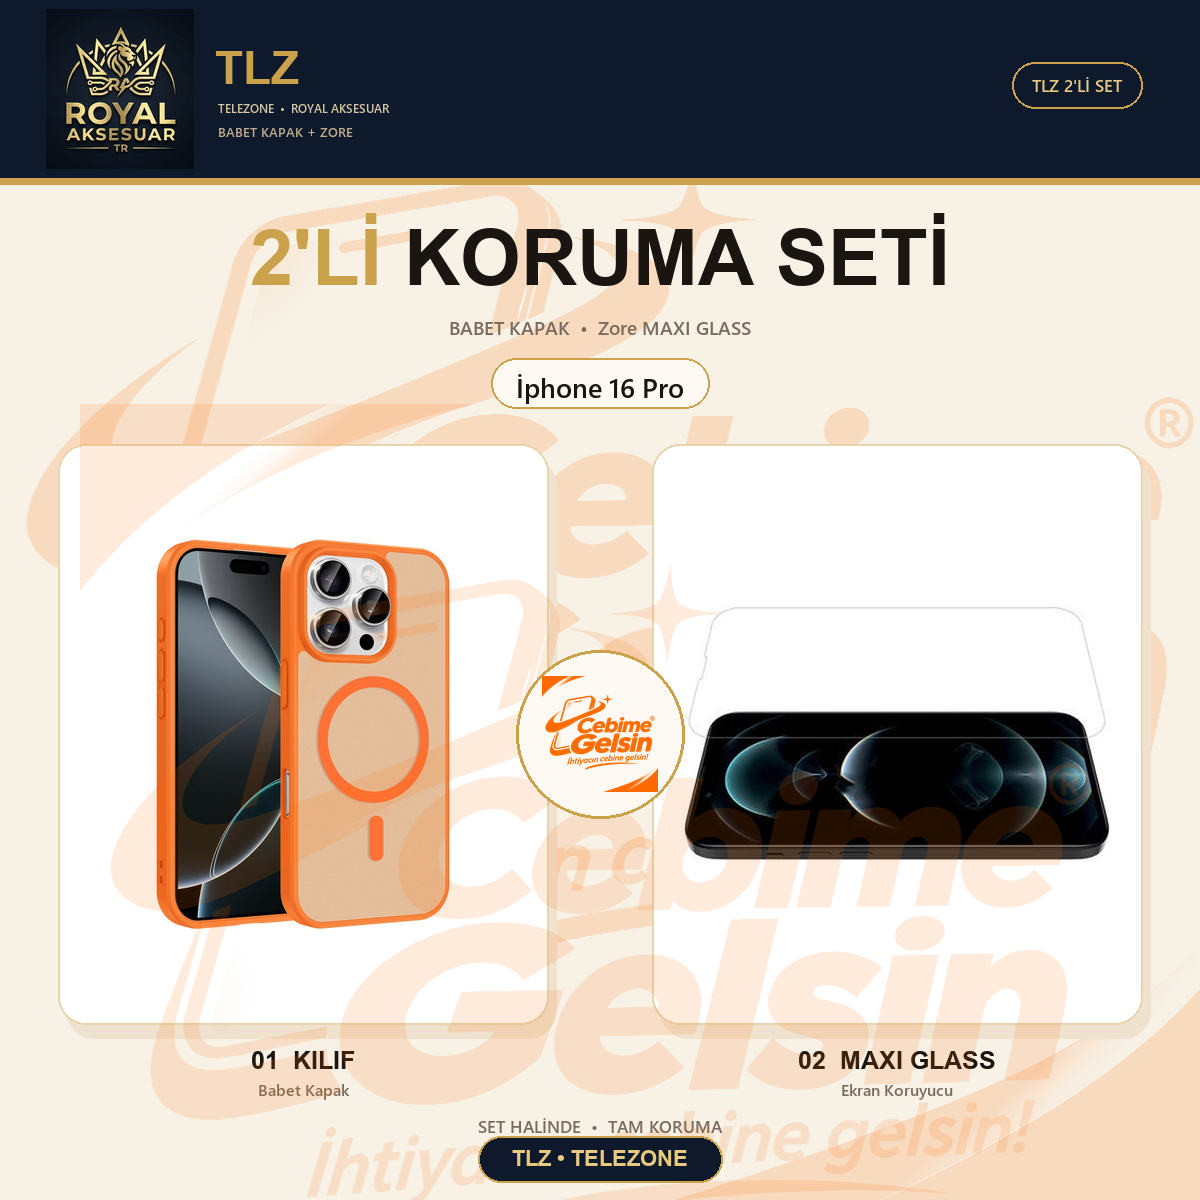 ROYAL
AKSESUAR
TR
TLZ
TELEZONE • ROYAL AKSESUAR
BABET KAPAK + ZORE
TLZ 2'Lİ SET
2'Lİ KORUMA SETİ
BABET KAPAK • Zore MAXI GLASS
İphone 16 Pro
Cebime
Gelsin
İhtiyacın cebine gelsin!
Cebime
Gelsin
®
01 KILIF
Babet Kapak
02 MAXI GLASS
Ekran Koruyucu
SET HALİNDE • TAM KORUMA
TLZ • TELEZONE